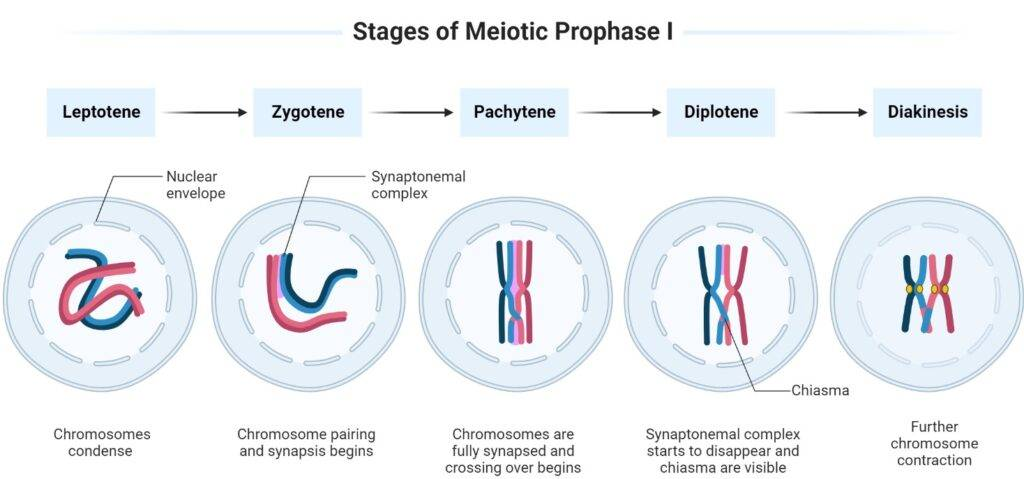 Stages of Meiotic Prophase I
Leptotene
Zygotene
Pachytene
Diplotene
Diakinesis
Nuclear
envelope
Synaptonemal
complex
Chiasma
Chromosomes
condense
Chromosome pairing
and synapsis begins
Chromosomes are
fully synapsed and
crossing over begins
Synaptonemal complex
starts to disappear and
chiasma are visible
Further
chromosome
contraction